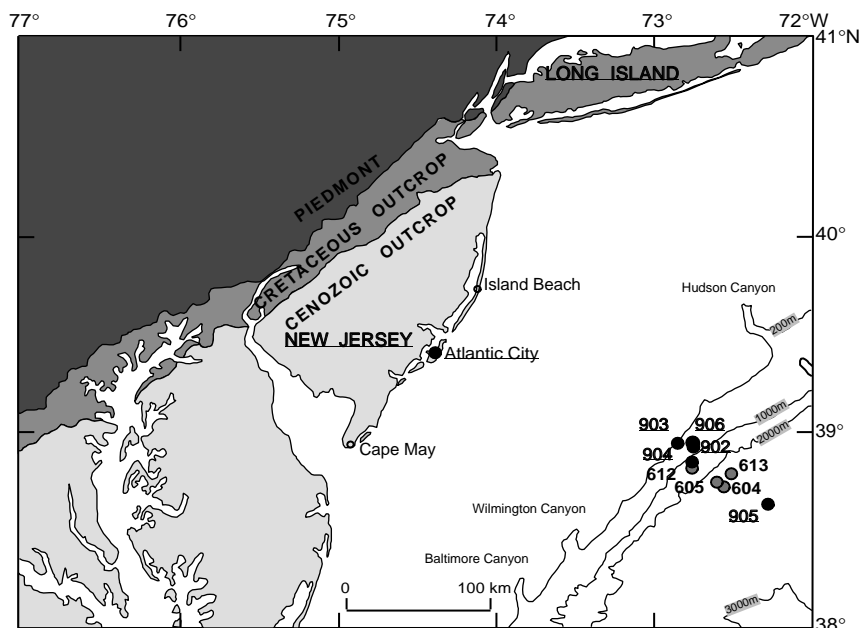 77°
76°
75°
74°
73°
72°W
41°N
LONG ISLAND
PIEDMONT
CRETACEOUS OUTCROP
CENOZOIC OUTCROP
40°
Island Beach
Hudson Canyon
200m
NEW JERSEY
Atlantic City
1000m
2000m
903
906
39°
Cape May
904
902
612
605
613
604
905
Wilmington Canyon
Baltimore Canyon
0
100 km
3000m
38°